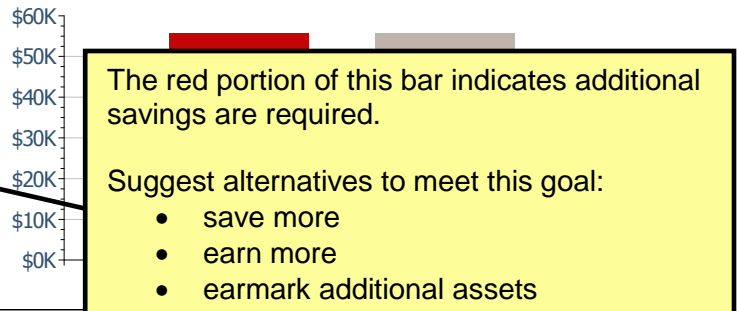 $60K
$50K
$40K
$30K
$20K
$10K
$0K
The red portion of this bar indicates additional
savings are required.
Suggest alternatives to meet this goal:
• save more
• earn more
• earmark additional assets